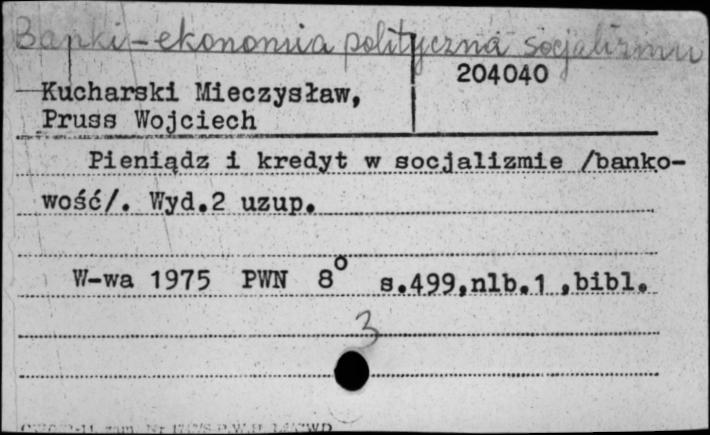 Banki – ekonomia polityczna socjalizmu
204040
Kucharski Mieczysław,
Pruss Wojciech
Pieniądz i kredyt w socjalizmie /banko-
wość/. Wyd.2 uzup.
W-wa 1975 PWN 8° s.499,nlb.1 ,bibl.
3